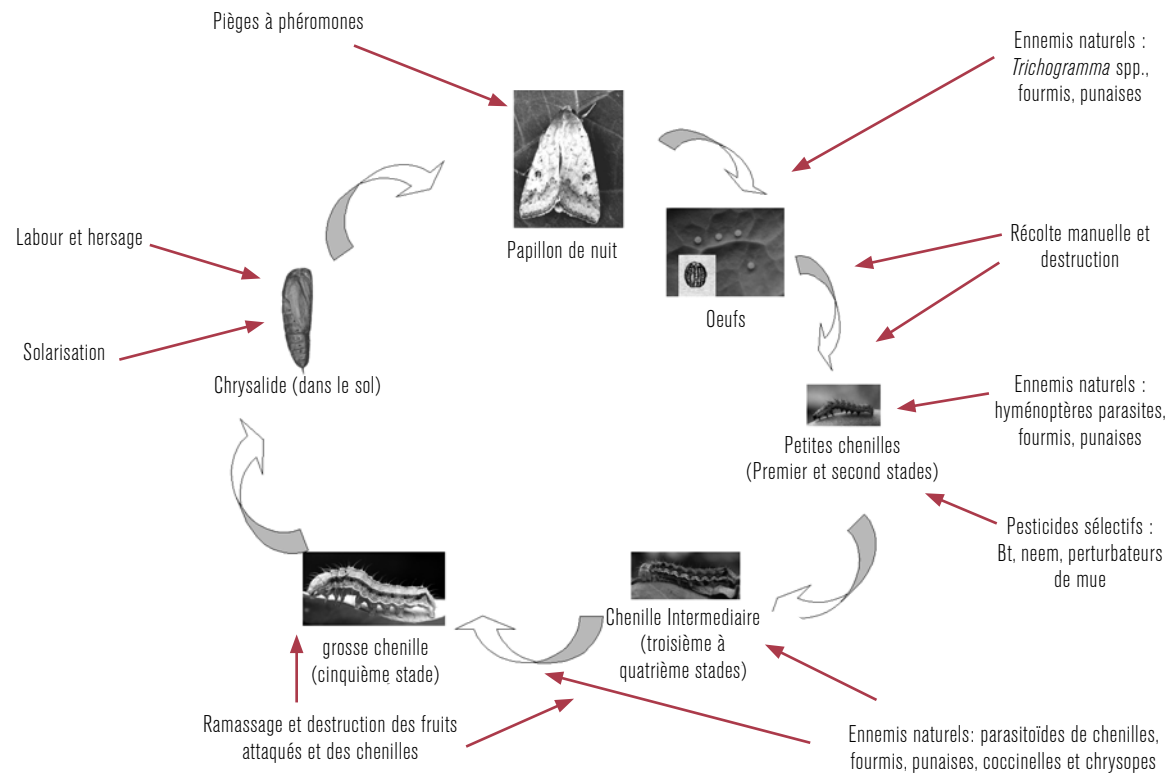 Pièges à phéromones
Ennemis naturels :
Trichogramma spp.,
fourmis, punaises
Papillon de nuit
Labour et hersage
Récolte manuelle et
destruction
Oeufs
Solarisation
Chrysalide (dans le sol)
Ennemis naturels :
hyménoptères parasites,
fourmis, punaises
Petites chenilles
(Premier et second stades)
Pesticides sélectifs :
Bt, neem, perturbateurs
de mue
Chenille Intermediaire
(troisième à
quatrième stades)
grosse chenille
(cinquième stade)
Ramassage et destruction des fruits
attaqués et des chenilles
Ennemis naturels: parasitoïdes de chenilles,
fourmis, punaises, coccinelles et chrysopes